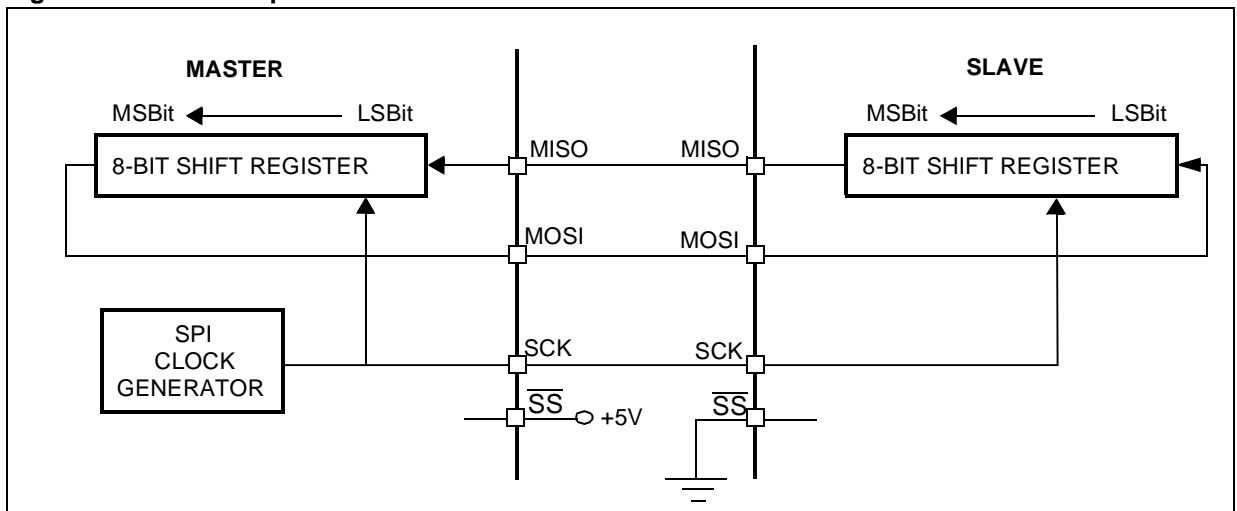 MASTER
SLAVE
MSBit LSBit
MSBit LSBit
8-BIT SHIFT REGISTER
MISO
MISO
8-BIT SHIFT REGISTER
MOSI
MOSI
SPI
CLOCK
GENERATOR
SCK
SCK
SS
+5V
SS